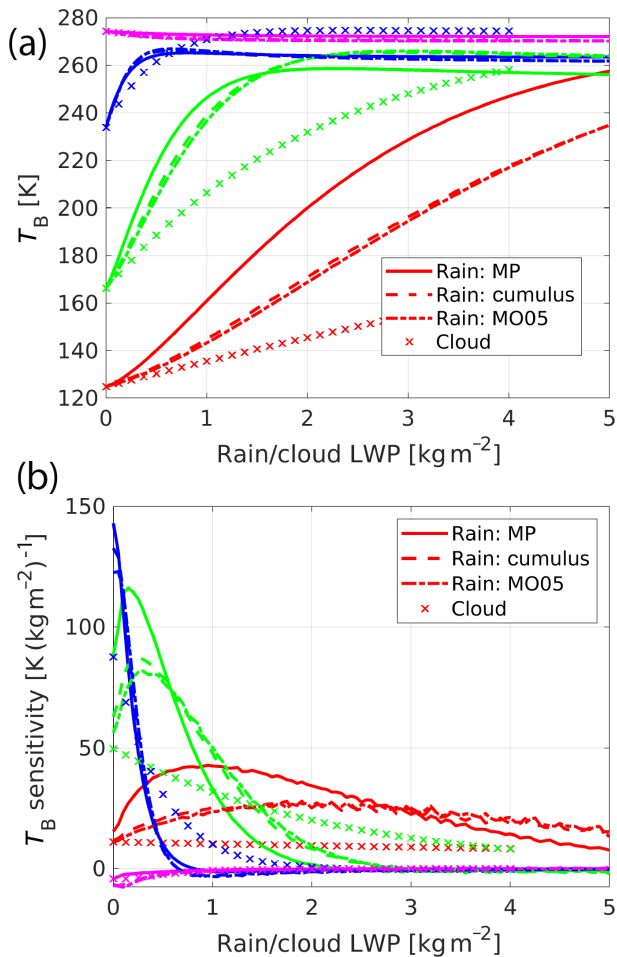 (a)
280
260
240
220
200
180
160
140
120
T_B [K]
Rain: MP
Rain: cumulus
Rain: MO05
Cloud
0 1 2 3 4 5
Rain/cloud LWP [kg m⁻²]
(b)
150
100
50
0
T_B sensitivity [K (kg m⁻²)⁻¹]
Rain: MP
Rain: cumulus
Rain: MO05
Cloud
0 1 2 3 4 5
Rain/cloud LWP [kg m⁻²]